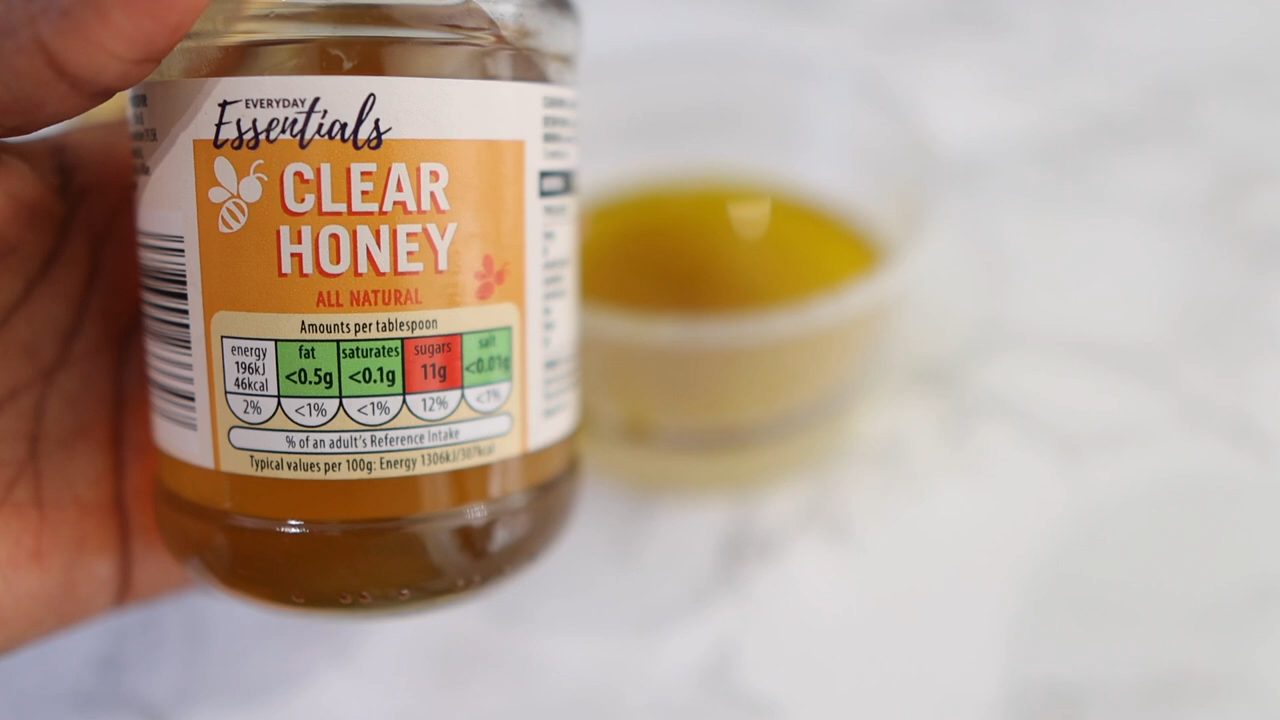 EVERYDAY
Essentials
CLEAR
HONEY
ALL NATURAL
Amounts per tablespoon
energy
196kJ
46kcal
2%
fat
<0.5g
<1%
saturates
<0.1g
<1%
sugars
11g
12%
salt
<0.01g
<1%
% of an adult's Reference Intake
Typical values per 100g: Energy 1306kJ/307kcal